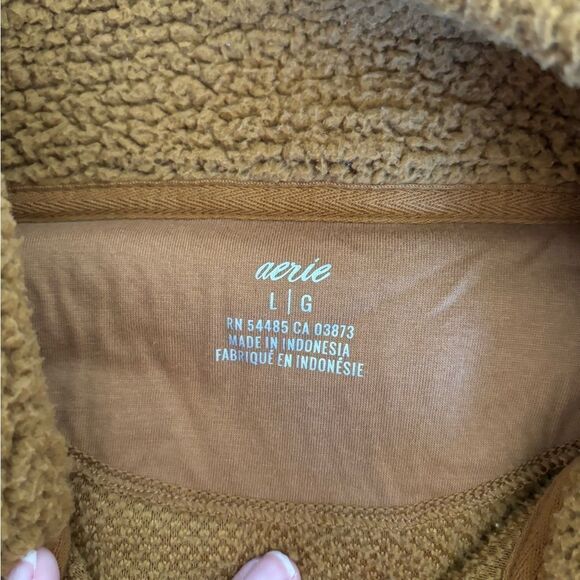 aerie
L | G
RN 54485 CA 03873
MADE IN INDONESIA
FABRIQUÉ EN INDONÉSIE